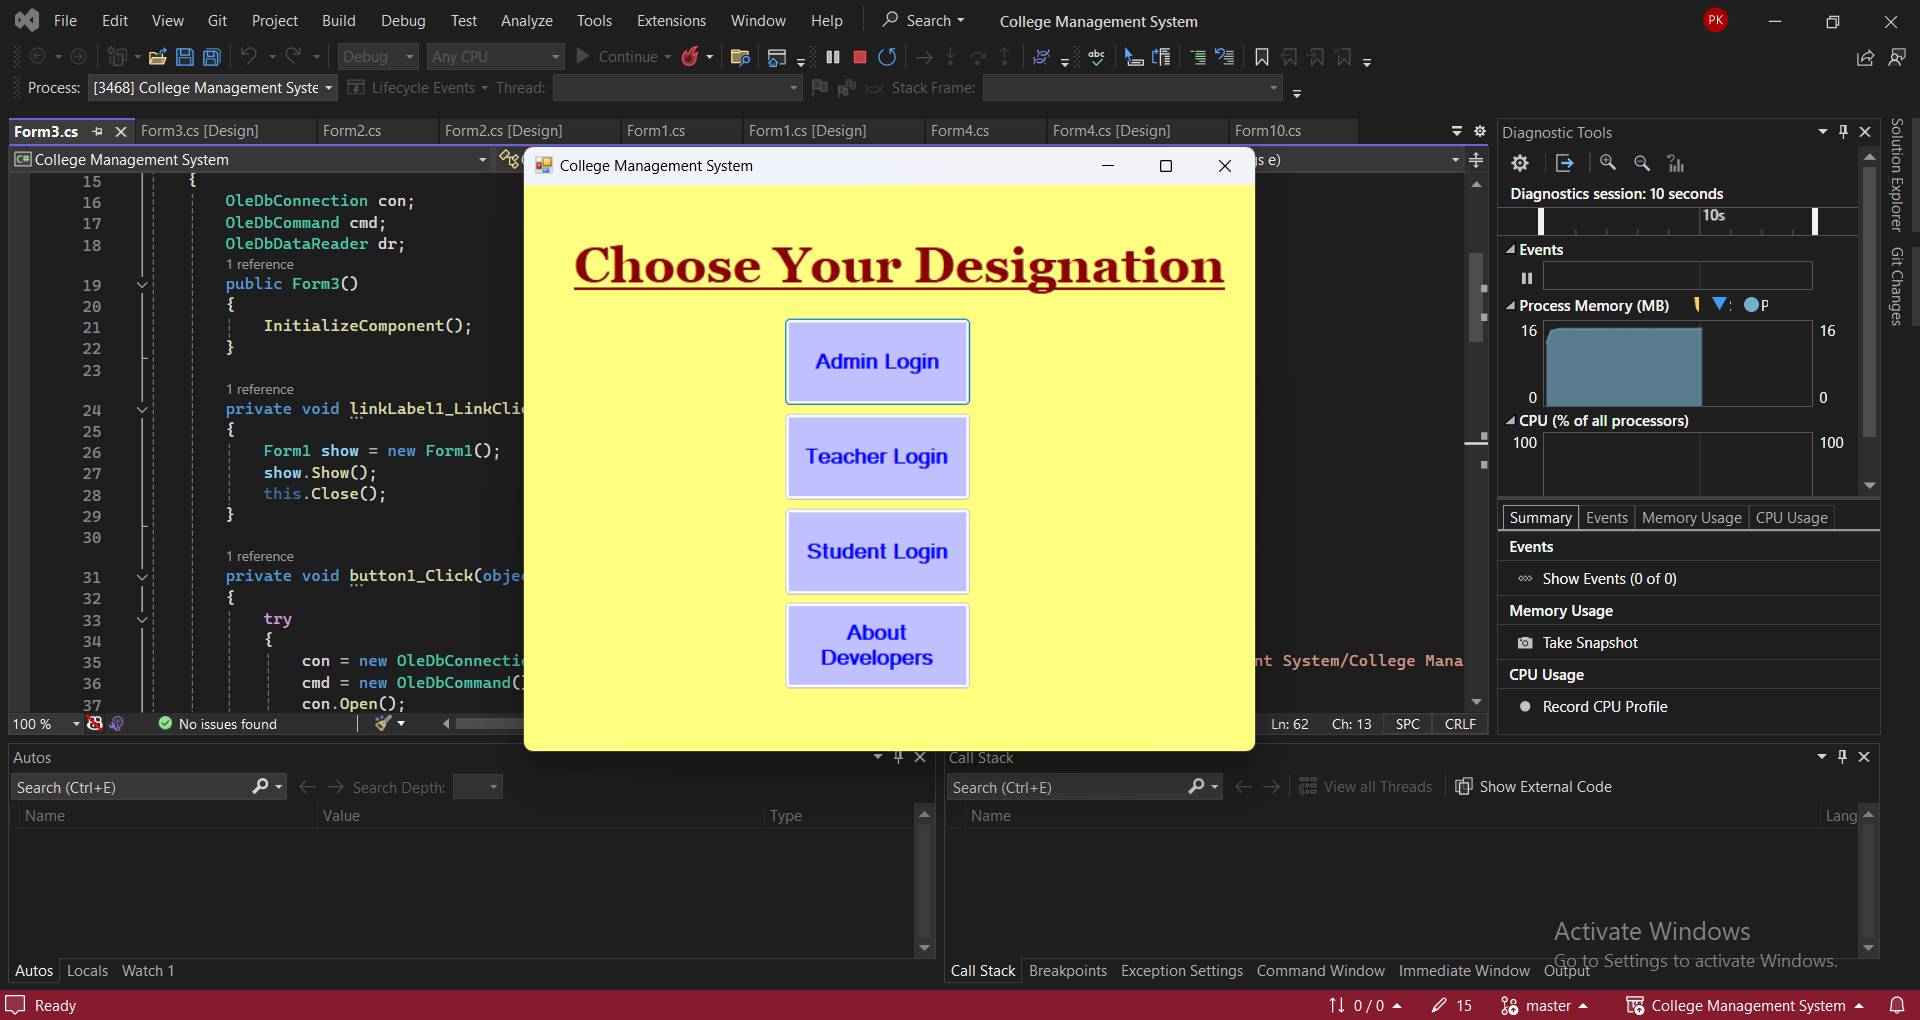 File Edit View Git Project Build Debug Test Analyze Tools Extensions Window Help Search College Management System PK
Debug Any CPU Continue
Process: [3468] College Management Syste Lifecycle Events Thread: Stack Frame:
Form3.cs Form3.cs [Design] Form2.cs Form2.cs [Design] Form1.cs Form1.cs [Design] Form4.cs Form4.cs [Design] Form10.cs
College Management System
15 {
16 OleDbConnection con;
17 OleDbCommand cmd;
18 OleDbDataReader dr;
1 reference
19 public Form3()
20 {
21 InitializeComponent();
22 }
23
1 reference
24 private void linkLabel1_LinkClic
25 {
26 Form1 show = new Form1();
27 show.Show();
28 this.Close();
29 }
30
1 reference
31 private void button1_Click(objec
32 {
33 try
34 {
35 con = new OleDbConnectio nt System/College Mana
36 cmd = new OleDbCommand(
37 con.Open();
100 % No issues found Ln: 62 Ch: 13 SPC CRLF
College Management System
Choose Your Designation
Admin Login
Teacher Login
Student Login
About
Developers
s e)
Diagnostic Tools
Diagnostics session: 10 seconds
10s
Events
Process Memory (MB) P
16 16
0 0
CPU (% of all processors)
100 100
Summary Events Memory Usage CPU Usage
Events
Show Events (0 of 0)
Memory Usage
Take Snapshot
CPU Usage
Record CPU Profile
Solution Explorer
Git Changes
Autos
Search (Ctrl+E) Search Depth:
Name Value Type
Autos Locals Watch 1
Call Stack
Search (Ctrl+E) View all Threads Show External Code
Name Lang
Call Stack Breakpoints Exception Settings Command Window Immediate Window Output
Activate Windows
Go to Settings to activate Windows.
Ready 0 / 0 15 master College Management System